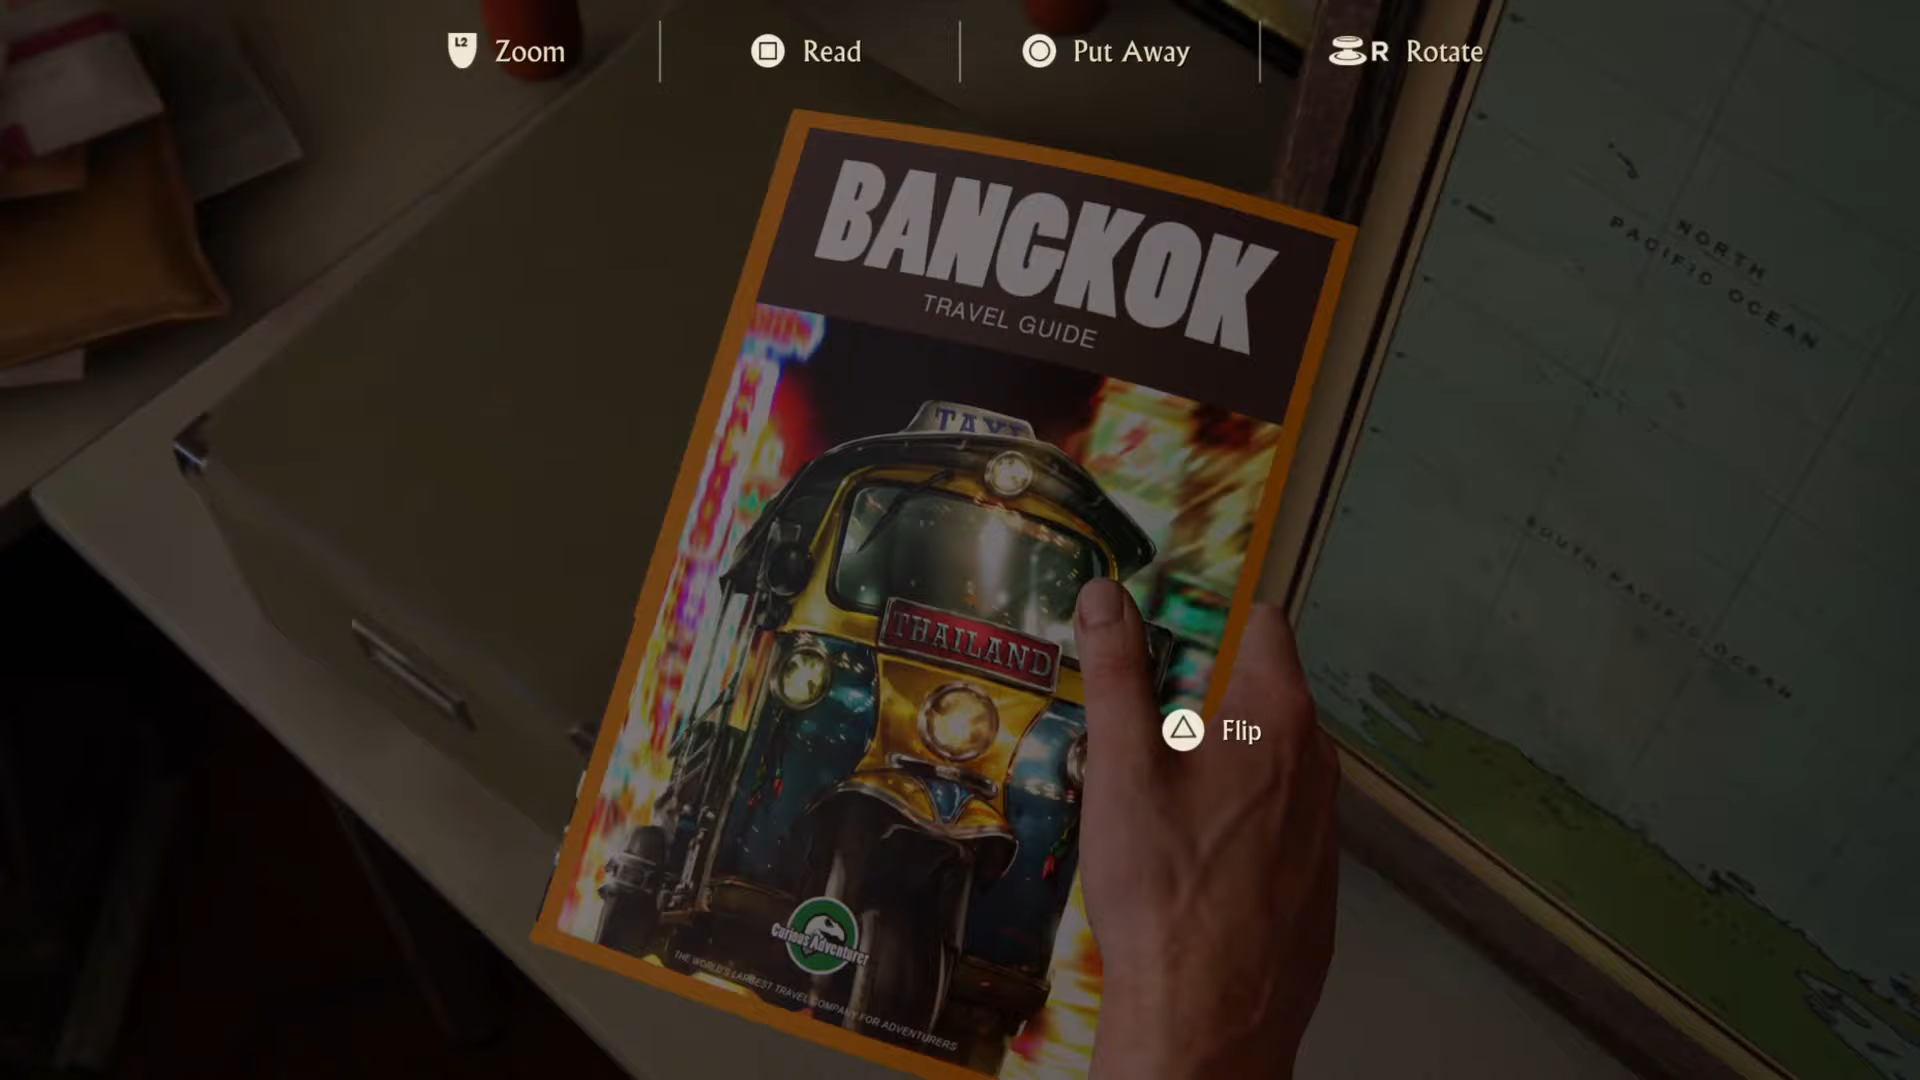 L2 Zoom
Read
Put Away
R Rotate
BANGKOK
TRAVEL GUIDE
TAXI
THAILAND
Flip
Curious Adventurer
THE WORLD'S LARGEST TRAVEL COMPANY FOR ADVENTURERS
NORTH
PACIFIC OCEAN
SOUTH PACIFIC OCEAN